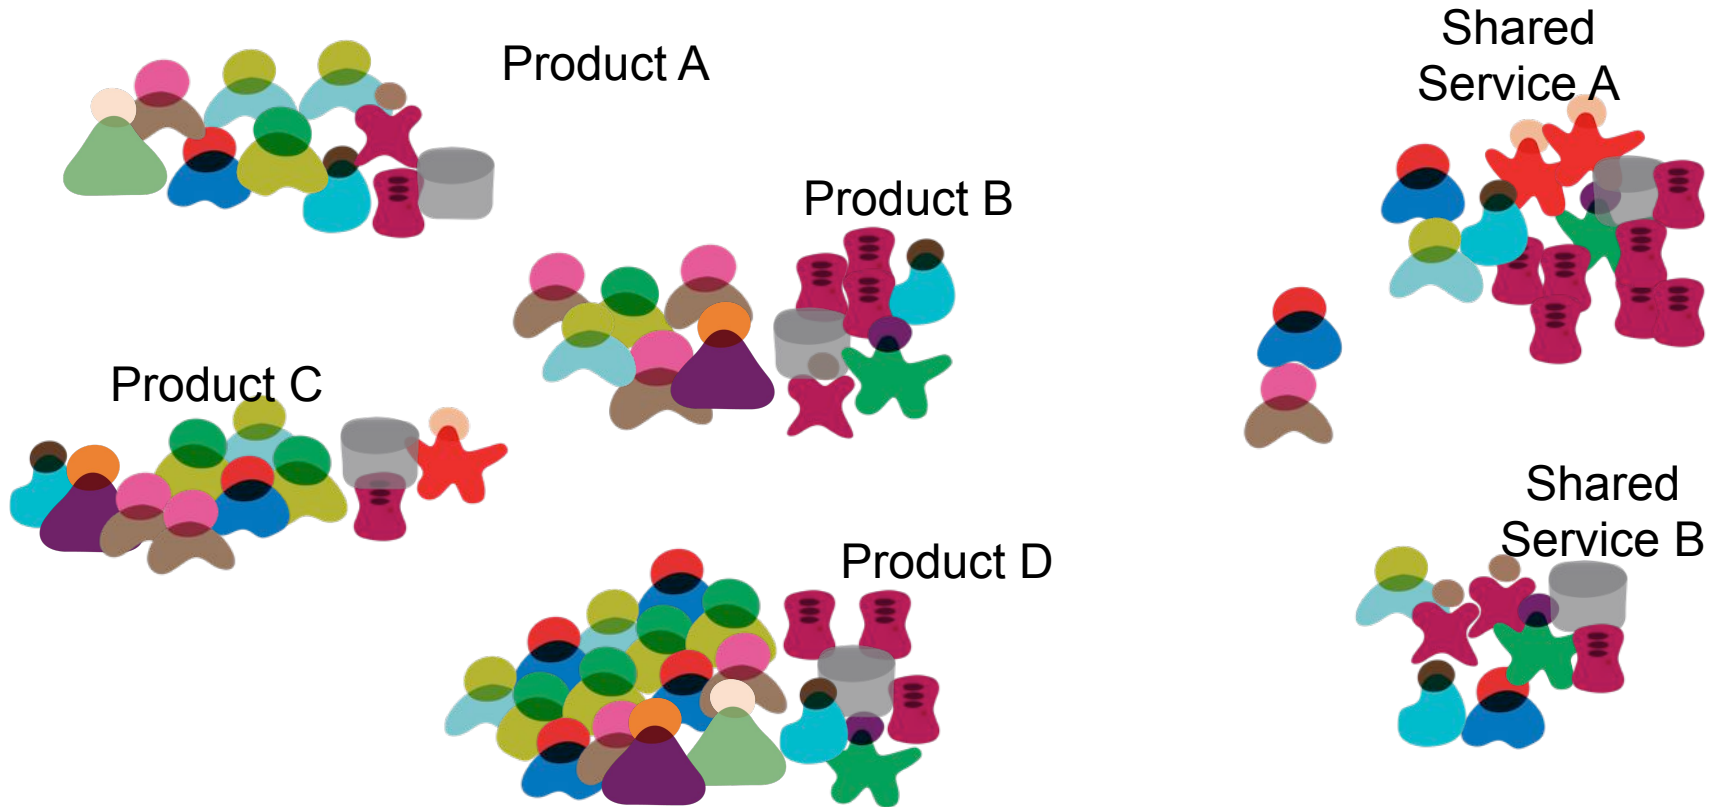 Product A
Shared
Service A
Product B
Product C
Shared
Service B
Product D